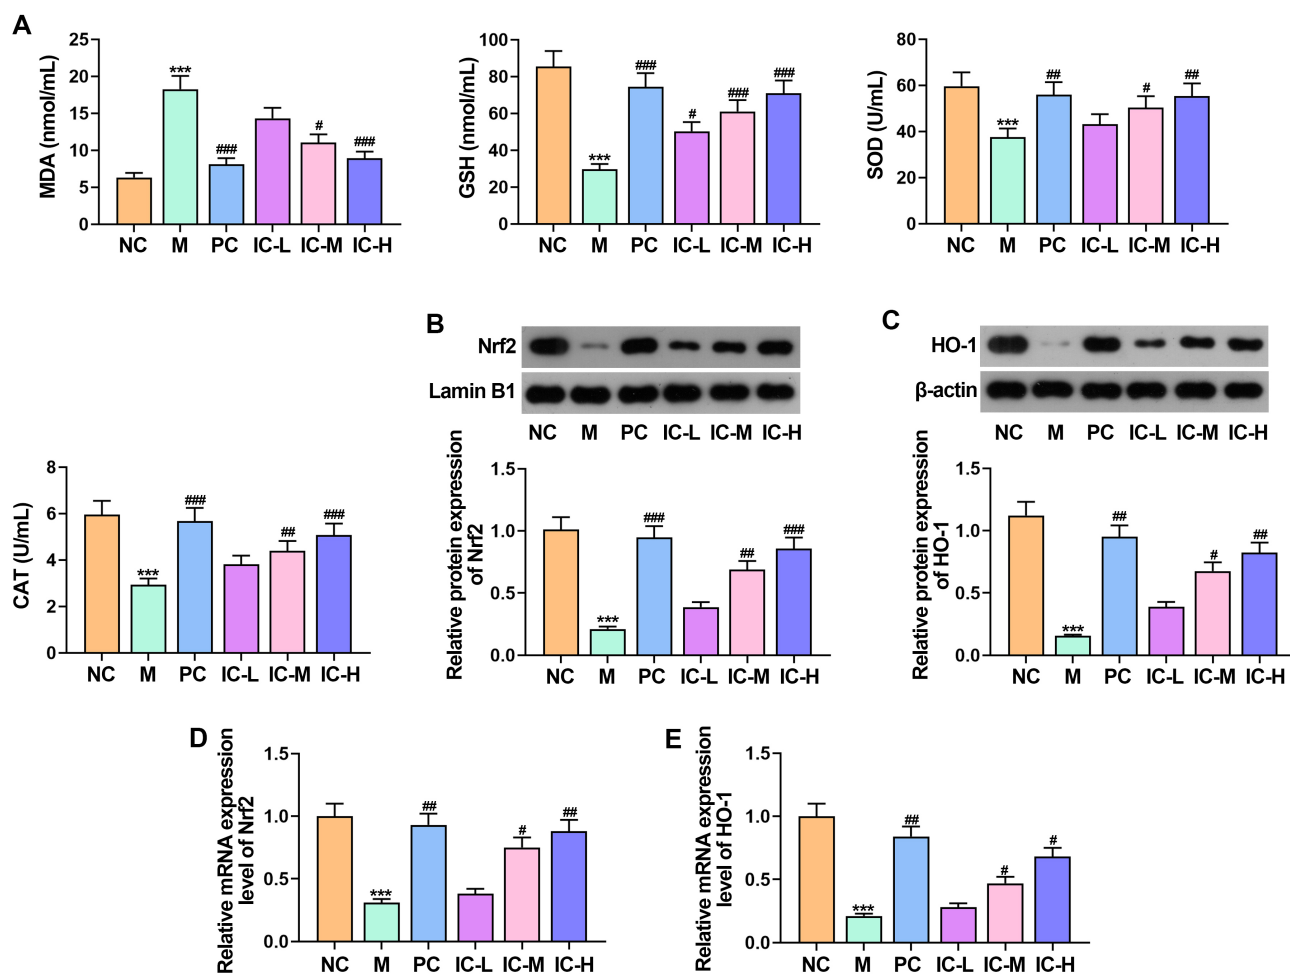 A
MDA (nmol/mL)
25
20
15
10
5
0
***
###
#
###
NC M PC IC-L IC-M IC-H
GSH (nmol/mL)
100
80
60
40
20
0
***
###
#
###
###
NC M PC IC-L IC-M IC-H
SOD (U/mL)
80
60
40
20
0
***
##
#
##
NC M PC IC-L IC-M IC-H
CAT (U/mL)
8
6
4
2
0
***
###
##
###
NC M PC IC-L IC-M IC-H
B
Nrf2
Lamin B1
NC M PC IC-L IC-M IC-H
Relative protein expression
of Nrf2
1.5
1.0
0.5
0.0
***
###
##
###
NC M PC IC-L IC-M IC-H
C
HO-1
β-actin
NC M PC IC-L IC-M IC-H
Relative protein expression
of HO-1
1.5
1.0
0.5
0.0
***
##
#
##
NC M PC IC-L IC-M IC-H
D
Relative mRNA expression
level of Nrf2
1.5
1.0
0.5
0.0
***
##
#
##
NC M PC IC-L IC-M IC-H
E
Relative mRNA expression
level of HO-1
1.5
1.0
0.5
0.0
***
##
#
#
NC M PC IC-L IC-M IC-H